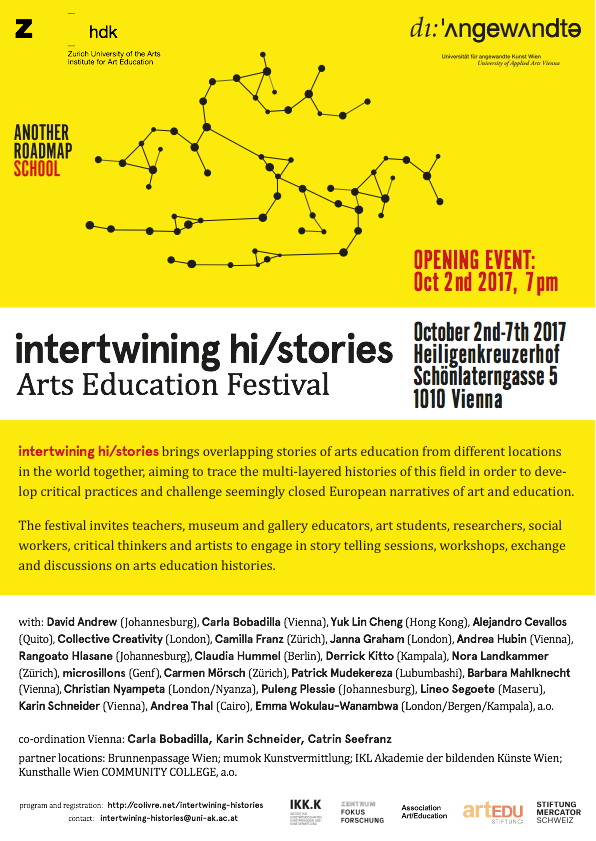 z
hdk
Zurich University of the Arts
Institute for Art Education
dı:'ʌngewʌndtə
Universität für angewandte Kunst Wien
University of Applied Arts Vienna
ANOTHER
ROADMAP
SCHOOL
OPENING EVENT:
Oct 2nd 2017, 7pm
intertwining hi/stories
Arts Education Festival
October 2nd-7th 2017
Heiligenkreuzerhof
Schönlaterngasse 5
1010 Vienna
intertwining hi/stories brings overlapping stories of arts education from different locations
in the world together, aiming to trace the multi-layered histories of this field in order to deve-
lop critical practices and challenge seemingly closed European narratives of art and education.
The festival invites teachers, museum and gallery educators, art students, researchers, social
workers, critical thinkers and artists to engage in story telling sessions, workshops, exchange
and discussions on arts education histories.
with: David Andrew (Johannesburg), Carla Bobadilla (Vienna), Yuk Lin Cheng (Hong Kong), Alejandro Cevallos
(Quito), Collective Creativity (London), Camilla Franz (Zürich), Janna Graham (London), Andrea Hubin (Vienna),
Rangoato Hlasane (Johannesburg), Claudia Hummel (Berlin), Derrick Kitto (Kampala), Nora Landkammer
(Zürich), microsillons (Genf), Carmen Mörsch (Zürich), Patrick Mudekereza (Lubumbashi), Barbara Mahlknecht
(Vienna), Christian Nyampeta (London/Nyanza), Puleng Plessie (Johannesburg), Lineo Segoete (Maseru),
Karin Schneider (Vienna), Andrea Thal (Cairo), Emma Wokulau-Wanambwa (London/Bergen/Kampala), a.o.
co-ordination Vienna: Carla Bobadilla, Karin Schneider, Catrin Seefranz
partner locations: Brunnenpassage Wien; mumok Kunstvermittlung; IKL Akademie der bildenden Künste Wien;
Kunsthalle Wien COMMUNITY COLLEGE, a.o.
program and registration: http://colivre.net/intertwining-histories
contact: intertwining-histories@uni-ak.ac.at
IKK.K
ZENTRUM
FOKUS
FORSCHUNG
Association
Art/Education
artEDU
STIFTUNG
STIFTUNG
MERCATOR
SCHWEIZ